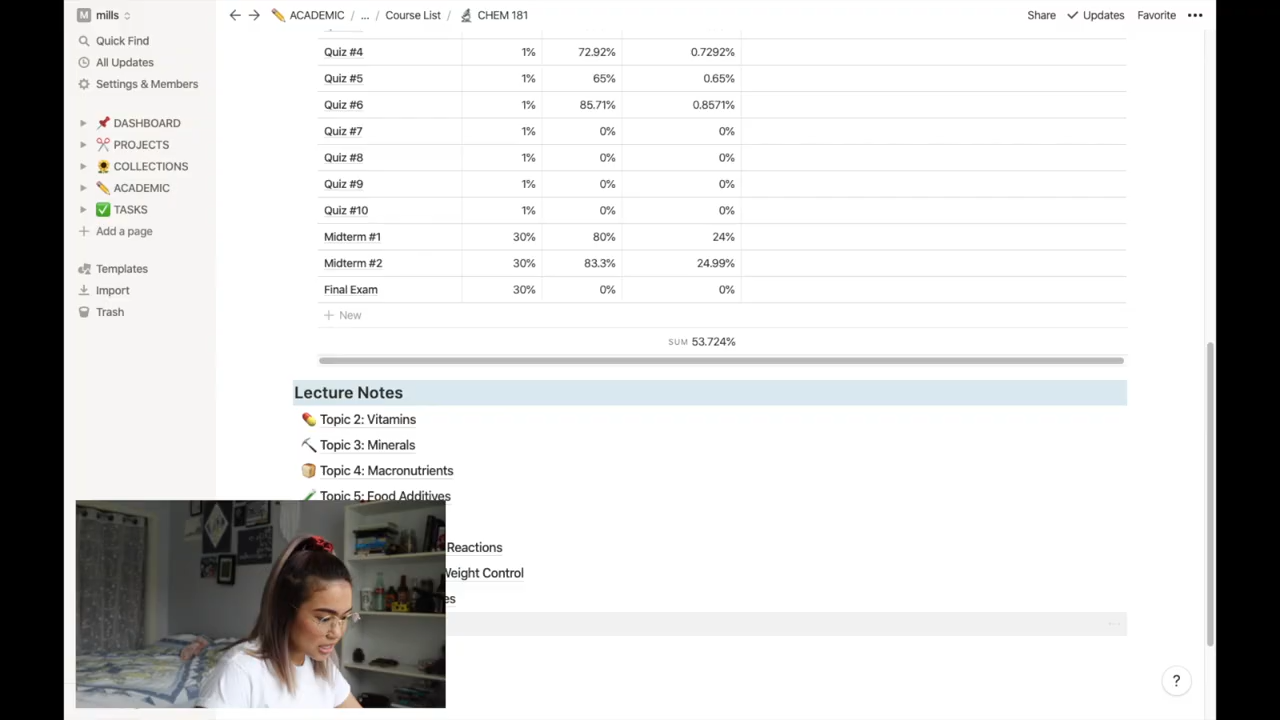 M mills
ACADEMIC / ... / Course List / CHEM 181
Share Updates Favorite
Quick Find
All Updates
Settings & Members
DASHBOARD
PROJECTS
COLLECTIONS
ACADEMIC
TASKS
Add a page
Templates
Import
Trash
Quiz #4 1% 72.92% 0.7292%
Quiz #5 1% 65% 0.65%
Quiz #6 1% 85.71% 0.8571%
Quiz #7 1% 0% 0%
Quiz #8 1% 0% 0%
Quiz #9 1% 0% 0%
Quiz #10 1% 0% 0%
Midterm #1 30% 80% 24%
Midterm #2 30% 83.3% 24.99%
Final Exam 30% 0% 0%
+ New
SUM 53.724%
Lecture Notes
Topic 2: Vitamins
Topic 3: Minerals
Topic 4: Macronutrients
Topic 5: Food Additives
Reactions
Weight Control
es
?